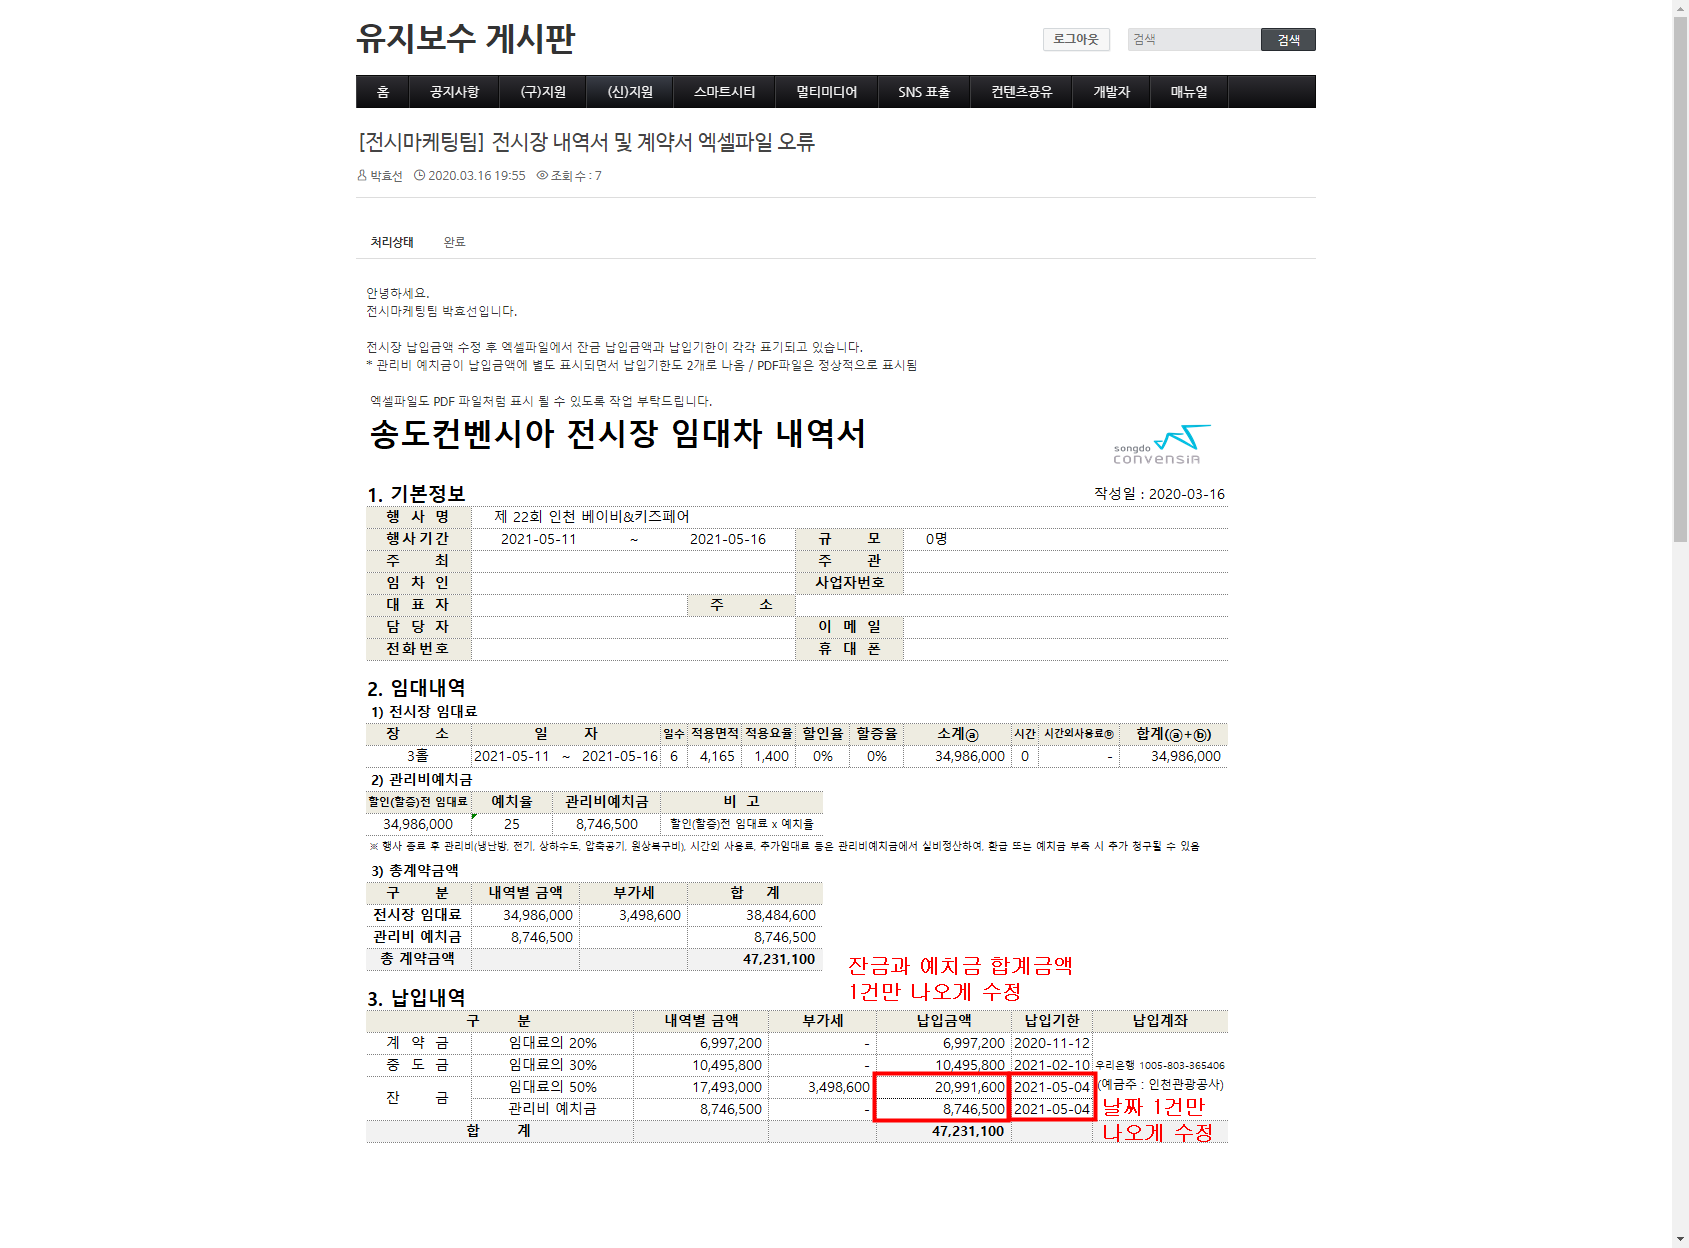 유지보수 게시판
로그아웃 검색 검색
홈 공지사항 (구)지원 (신)지원 스마트시티 멀티미디어 SNS 표출 컨텐츠공유 개발자 매뉴얼
[전시마케팅팀] 전시장 내역서 및 계약서 엑셀파일 오류
박효선 2020.03.16 19:55 조회 수 : 7
처리상태 완료
안녕하세요.
전시마케팅팀 박효선입니다.
전시장 납입금액 수정 후 엑셀파일에서 잔금 납입금액과 납입기한이 각각 표기되고 있습니다.
* 관리비 예치금이 납입금액에 별도 표시되면서 납입기한도 2개로 나옴 / PDF파일은 정상적으로 표시됨
엑셀파일도 PDF 파일처럼 표시 될 수 있도록 작업 부탁드립니다.
송도컨벤시아 전시장 임대차 내역서
songdo
convensia
1. 기본정보 작성일 : 2020-03-16
행 사 명 제 22회 인천 베이비&키즈페어
행사기간 2021-05-11 ~ 2021-05-16 규 모 0명
주 최 주 관
임 차 인 사업자번호
대 표 자 주 소
담 당 자 이 메 일
전화번호 휴 대 폰
2. 임대내역
1) 전시장 임대료
장 소 일 자 일수 적용면적 적용요율 할인율 할증율 소계ⓐ 시간 시간외사용료ⓑ 합계(ⓐ+ⓑ)
3홀 2021-05-11 ~ 2021-05-16 6 4,165 1,400 0% 0% 34,986,000 0 - 34,986,000
2) 관리비예치금
할인(할증)전 임대료 예치율 관리비예치금 비 고
34,986,000 25 8,746,500 할인(할증)전 임대료 x 예치율
※ 행사 종료 후 관리비(냉난방, 전기, 상하수도, 압축공기, 원상복구비), 시간외 사용료, 추가임대료 등은 관리비예치금에서 실비정산하여, 환급 또는 예치금 부족 시 추가 청구될 수 있음
3) 총계약금액
구 분 내역별 금액 부가세 합 계
전시장 임대료 34,986,000 3,498,600 38,484,600
관리비 예치금 8,746,500 8,746,500
총 계약금액 47,231,100
잔금과 예치금 합계금액
1건만 나오게 수정
3. 납입내역
구 분 내역별 금액 부가세 납입금액 납입기한 납입계좌
계 약 금 임대료의 20% 6,997,200 - 6,997,200 2020-11-12
중 도 금 임대료의 30% 10,495,800 - 10,495,800 2021-02-10 우리은행 1005-803-365406
잔 금 임대료의 50% 17,493,000 3,498,600 20,991,600 2021-05-04 (예금주 : 인천관광공사)
관리비 예치금 8,746,500 - 8,746,500 2021-05-04
날짜 1건만
나오게 수정
합 계 47,231,100